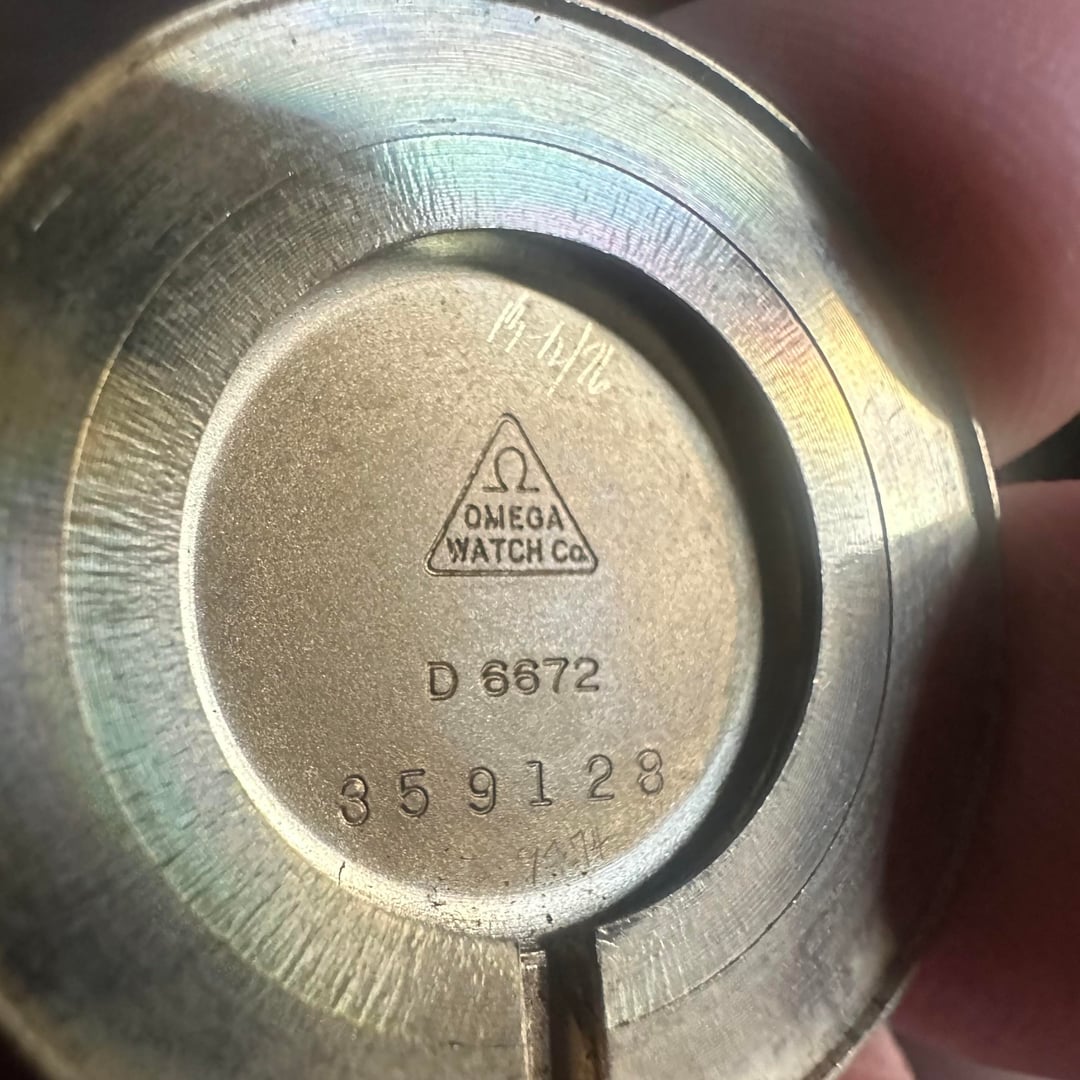 Ω
OMEGA
WATCH Co
D 6672
359128